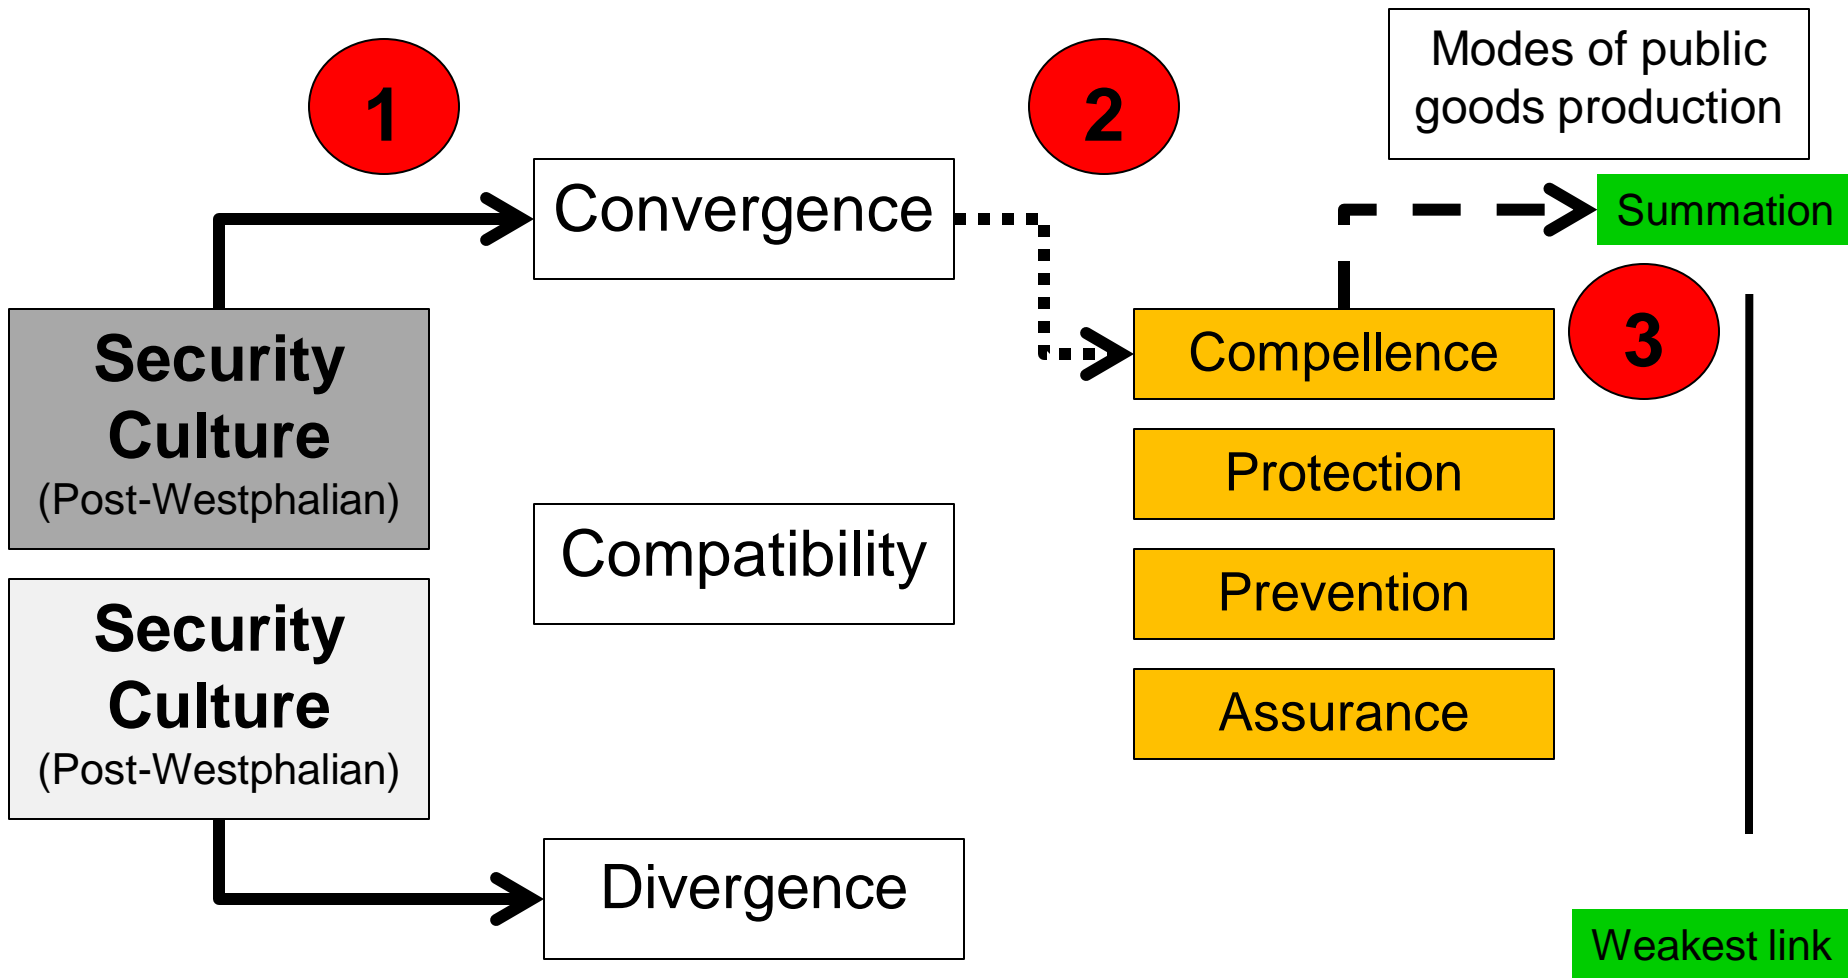 1
2
Modes of public
goods production
Convergence
Summation
Security
Culture
(Post-Westphalian)
Compellence
3
Protection
Compatibility
Prevention
Security
Culture
(Post-Westphalian)
Assurance
Divergence
Weakest link